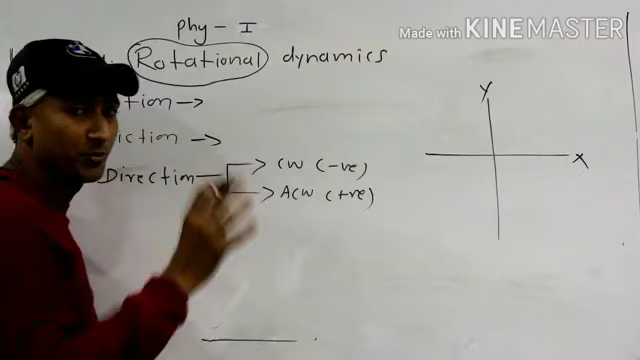 phy - I
Made with KINEMASTER
Rotational dynamics
tion →
iction →
Direction → CW (-ve)
→ ACW (+ve)
Y
X